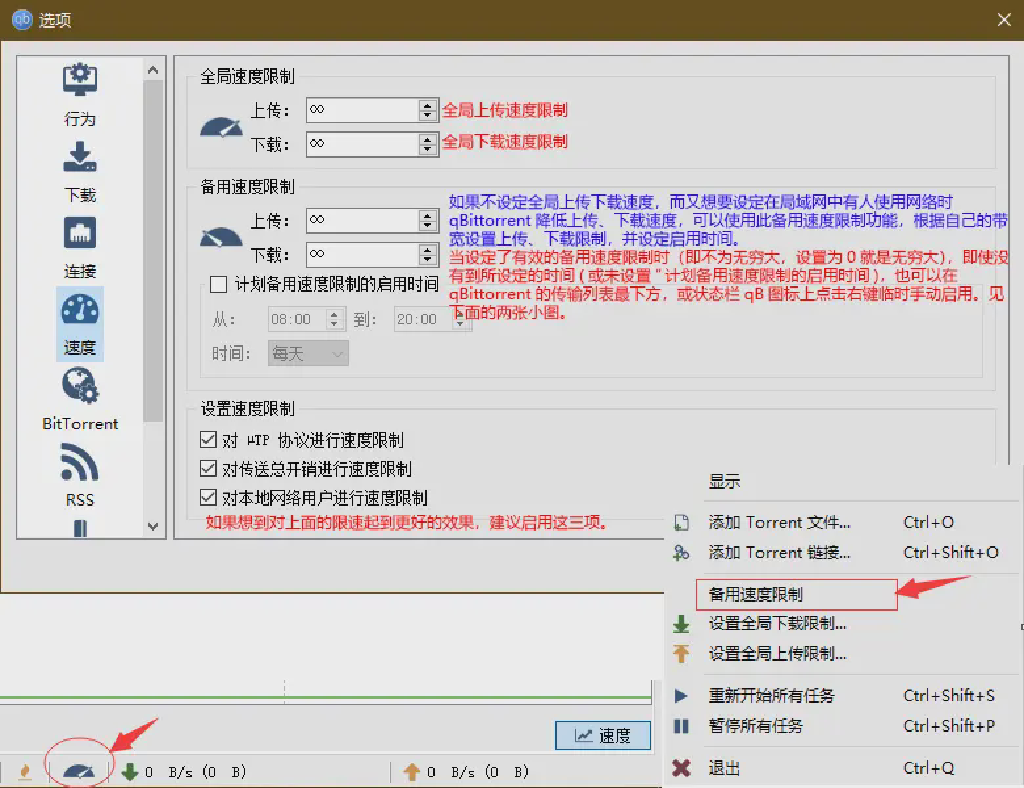 qb 选项
行为
下载
连接
速度
BitTorrent
RSS
全局速度限制
上传： ∞ 全局上传速度限制
下载： ∞ 全局下载速度限制
备用速度限制
上传： ∞
下载： ∞
如果不设定全局上传下载速度，而又想要设定在局域网中有人使用网络时
qBittorrent 降低上传、下载速度，可以使用此备用速度限制功能，根据自己的带
宽设置上传、下载限制，并设定启用时间。
当设定了有效的备用速度限制时（即不为无穷大，设置为 0 就是无穷大），即使没
有到所设定的时间 ( 或未设置 " 计划备用速度限制的启用时间 )，也可以在
qBittorrent 的传输列表最下方，或状态栏 qB 图标上点击右键临时手动启用。见
下面的两张小图。
计划备用速度限制的启用时间
从： 08:00 到： 20:00
时间： 每天
设置速度限制
对 μTP 协议进行速度限制
对传送总开销进行速度限制
对本地网络用户进行速度限制
如果想到对上面的限速起到更好的效果，建议启用这三项。
显示
添加 Torrent 文件... Ctrl+O
添加 Torrent 链接... Ctrl+Shift+O
备用速度限制
设置全局下载限制...
设置全局上传限制...
重新开始所有任务 Ctrl+Shift+S
暂停所有任务 Ctrl+Shift+P
退出 Ctrl+Q
速度
0 B/s (0 B)
0 B/s (0 B)